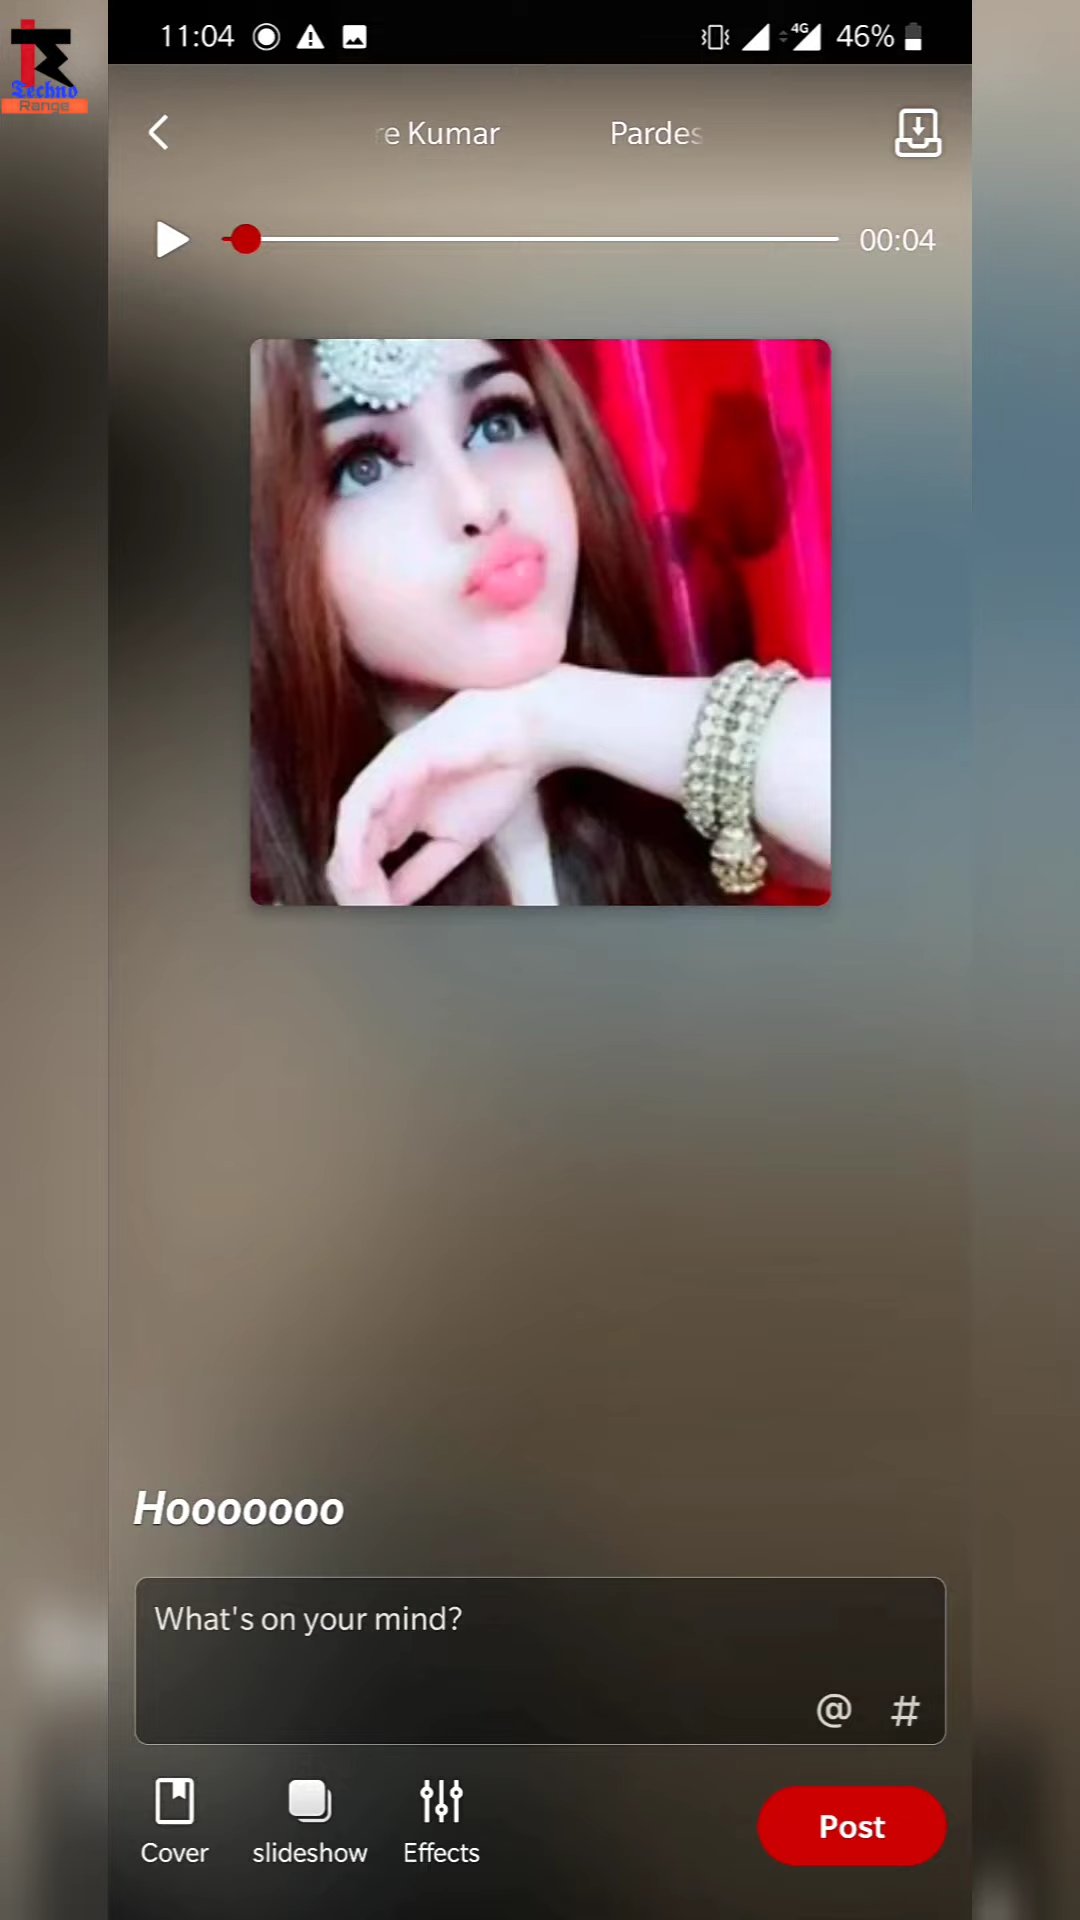 Techno
Range
11:04
4G
46%
re Kumar Pardes
00:04
Hooooooo
What's on your mind?
@ #
Cover slideshow Effects
Post